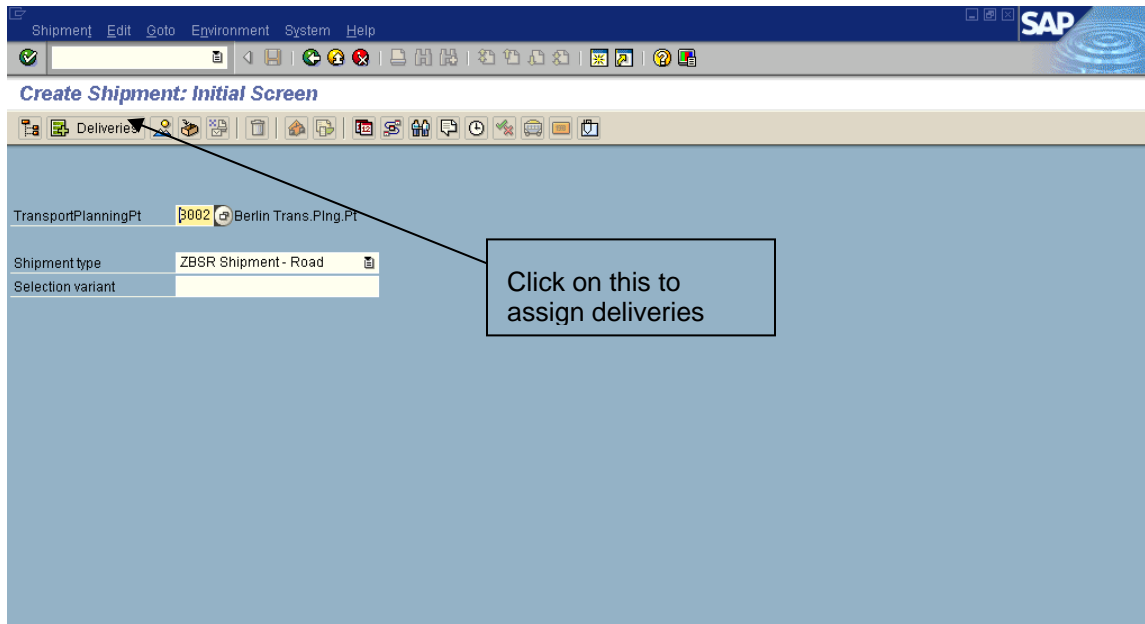 Shipment Edit Goto Environment System Help
SAP
Create Shipment: Initial Screen
Deliveries
TransportPlanningPt 3002 Berlin Trans.Plng.Pt
Shipment type ZBSR Shipment - Road
Selection variant
Click on this to
assign deliveries